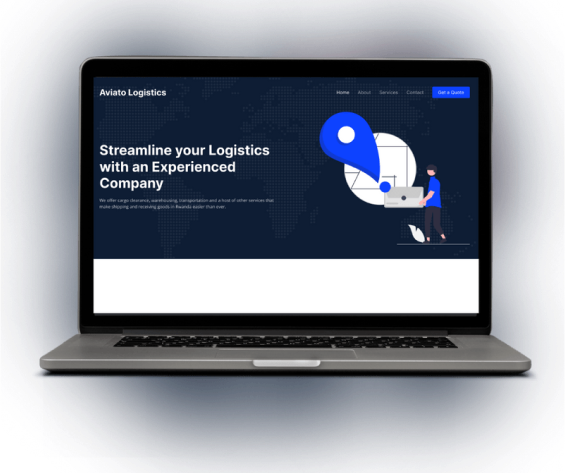 Aviato Logistics
Home About Services Contact Get a Quote
Streamline your Logistics
with an Experienced
Company
We offer cargo clearance, warehousing, transportation and a host of other services that
make shipping and receiving goods in Rwanda easier than ever.